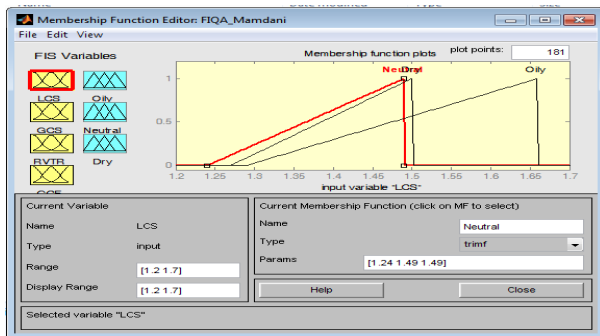 Membership Function Editor: FIQA_Mamdani
File Edit View
FIS Variables
Membership function plots
plot points:
181
LCS
Oily
GCS
Neutral
RVTR
Dry
Neutral
Dry
Oily
1
0.5
0
1.2 1.25 1.3 1.35 1.4 1.45 1.5 1.55 1.6 1.65 1.7
input variable "LCS"
Current Variable
Name LCS
Type input
Range [1.2 1.7]
Display Range [1.2 1.7]
Current Membership Function (click on MF to select)
Name Neutral
Type trimf
Params [1.24 1.49 1.49]
Help
Close
Selected variable "LCS"